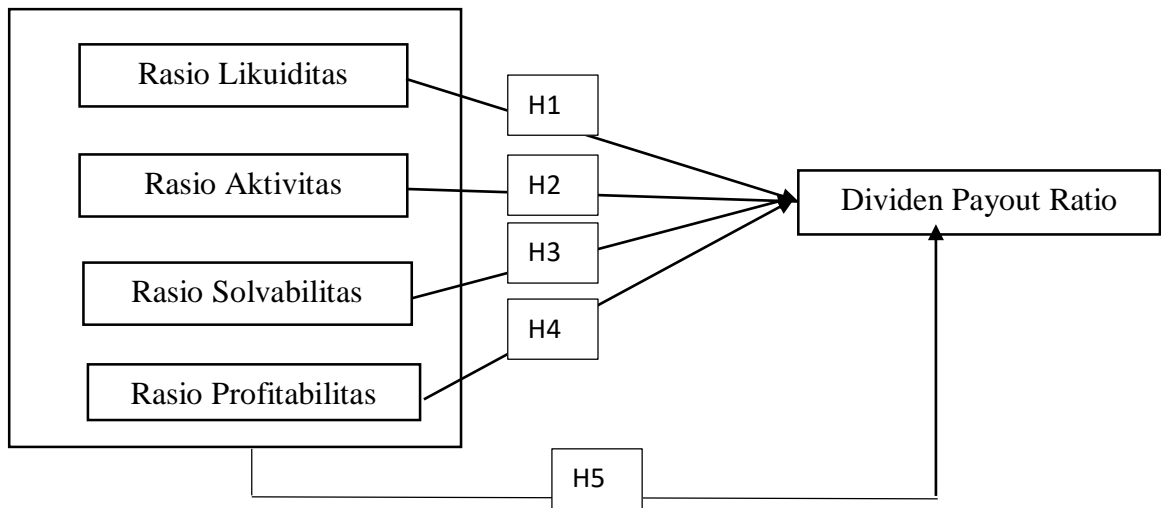 Rasio Likuiditas
H1
Rasio Aktivitas
H2
Dividen Payout Ratio
H3
Rasio Solvabilitas
H4
Rasio Profitabilitas
H5